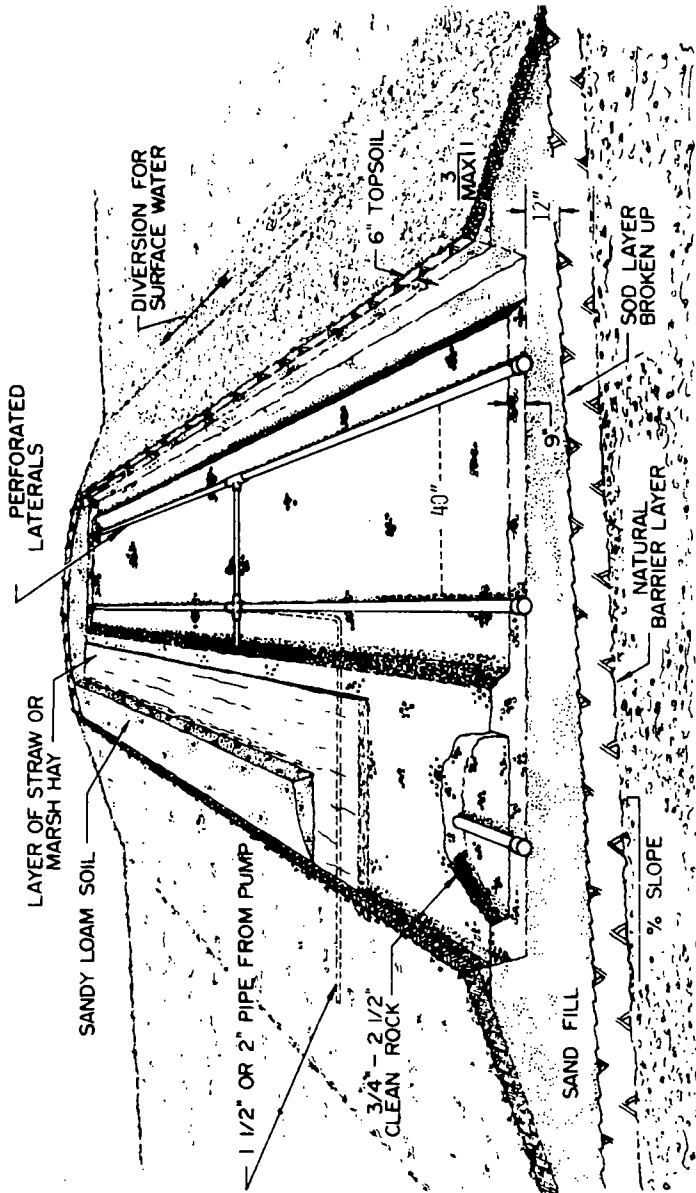 PERFORATED
LATERALS
DIVERSION FOR
SURFACE WATER
LAYER OF STRAW OR
MARSH HAY
SANDY LOAM SOIL
6" TOPSOIL
3
MAX 1
1 1/2" OR 2" PIPE FROM PUMP
40"
12"
9"
3/4" - 2 1/2"
CLEAN ROCK
SOD LAYER
BROKEN UP
NATURAL
BARRIER LAYER
SAND FILL
% SLOPE